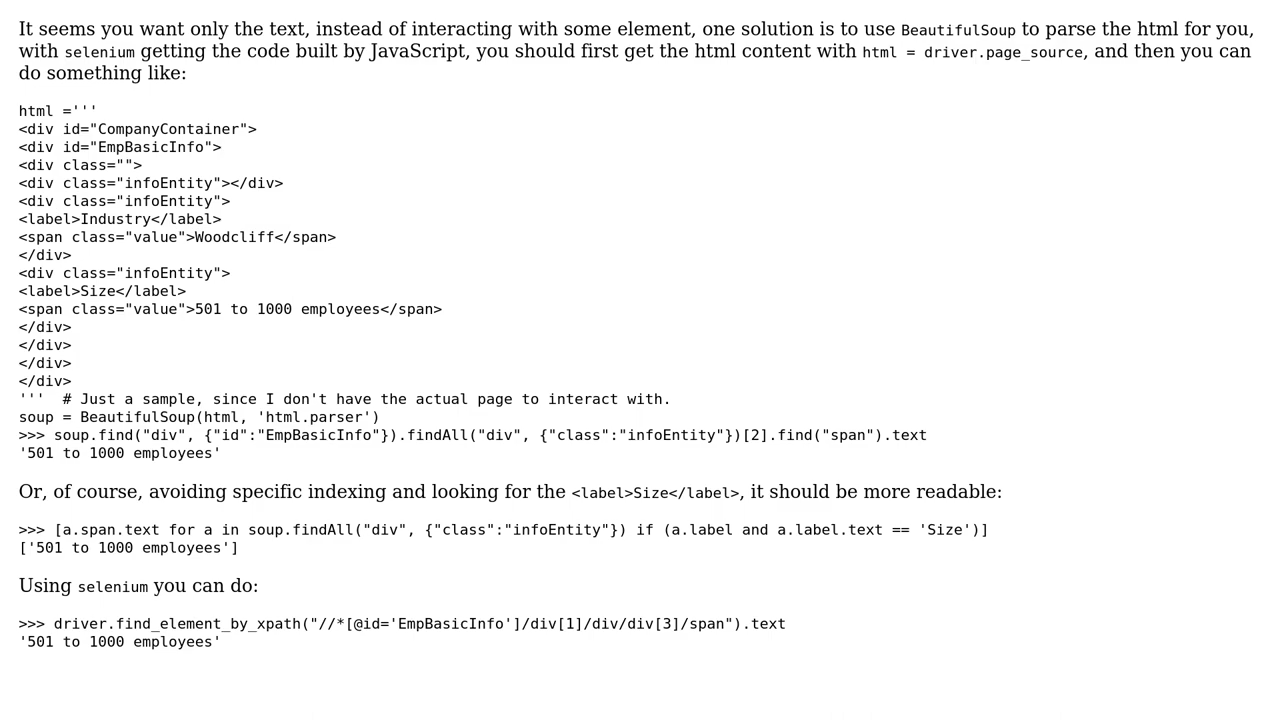 It seems you want only the text, instead of interacting with some element, one solution is to use BeautifulSoup to parse the html for you,
with selenium getting the code built by JavaScript, you should first get the html content with html = driver.page_source, and then you can
do something like:
html ='''
<div id="CompanyContainer">
<div id="EmpBasicInfo">
<div class="">
<div class="infoEntity"></div>
<div class="infoEntity">
<label>Industry</label>
<span class="value">Woodcliff</span>
</div>
<div class="infoEntity">
<label>Size</label>
<span class="value">501 to 1000 employees</span>
</div>
</div>
</div>
</div>
'''  # Just a sample, since I don't have the actual page to interact with.
soup = BeautifulSoup(html, 'html.parser')
>>> soup.find("div", {"id":"EmpBasicInfo"}).findAll("div", {"class":"infoEntity"})[2].find("span").text
'501 to 1000 employees'
Or, of course, avoiding specific indexing and looking for the <label>Size</label>, it should be more readable:
>>> [a.span.text for a in soup.findAll("div", {"class":"infoEntity"}) if (a.label and a.label.text == 'Size')]
['501 to 1000 employees']
Using selenium you can do:
>>> driver.find_element_by_xpath("//*[@id='EmpBasicInfo']/div[1]/div/div[3]/span").text
'501 to 1000 employees'